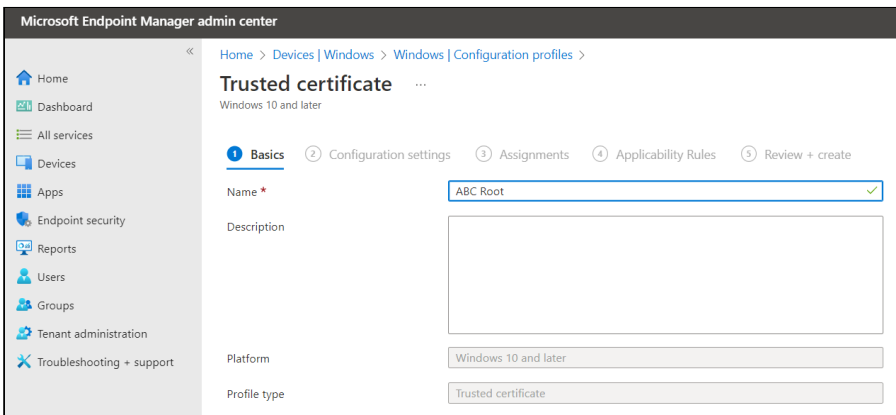 Microsoft Endpoint Manager admin center
«
Home > Devices | Windows > Windows | Configuration profiles >
Trusted certificate ...
Windows 10 and later
Home
Dashboard
All services
Devices
Apps
Endpoint security
Reports
Users
Groups
Tenant administration
Troubleshooting + support
1 Basics 2 Configuration settings 3 Assignments 4 Applicability Rules 5 Review + create
Name * ABC Root
Description
Platform Windows 10 and later
Profile type Trusted certificate